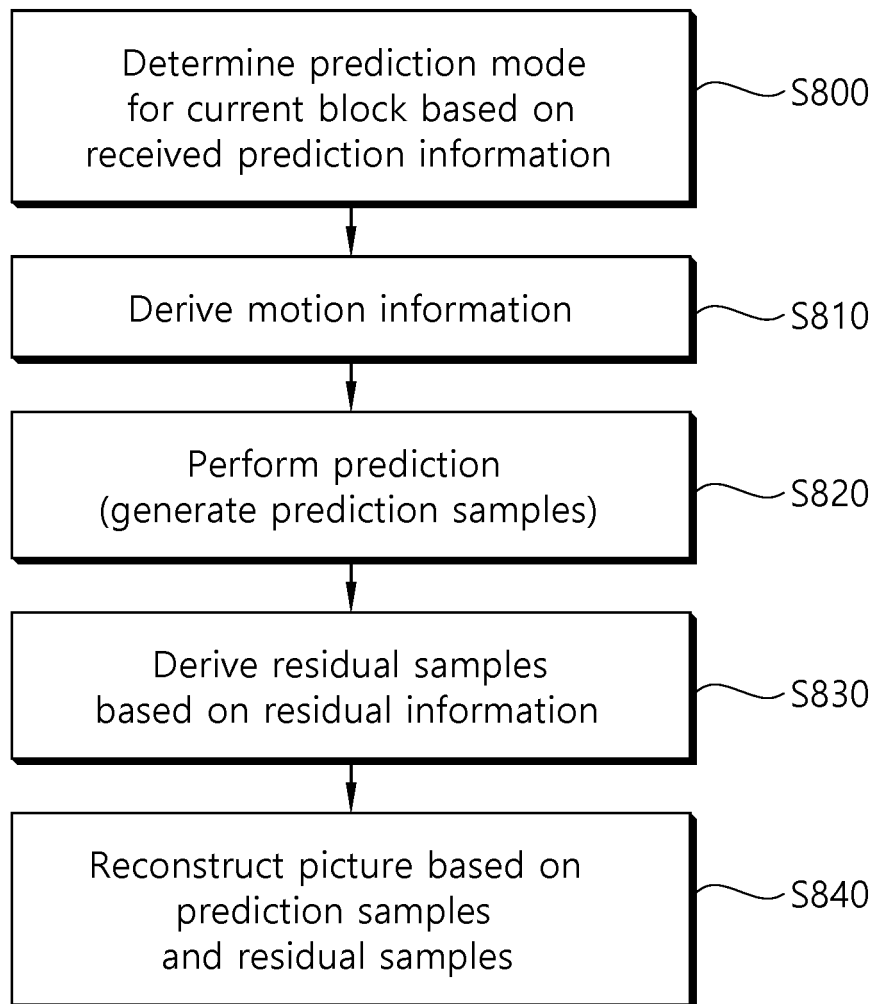 Determine prediction mode
for current block based on
received prediction information
S800
Derive motion information
S810
Perform prediction
(generate prediction samples)
S820
Derive residual samples
based on residual information
S830
Reconstruct picture based on
prediction samples
and residual samples
S840